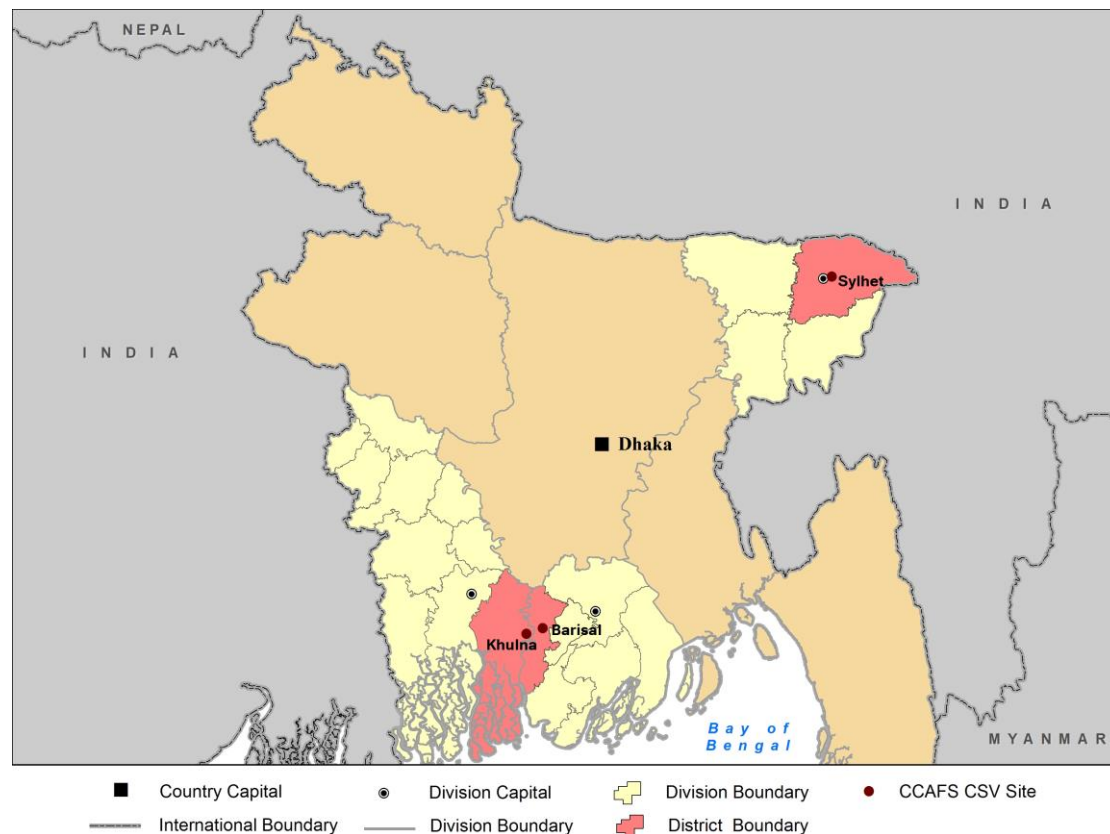 NEPAL
INDIA
Sylhet
INDIA
Dhaka
Barisal
Khulna
Bay of
Bengal
MYANMAR
Country Capital
Division Capital
Division Boundary
CCAFS CSV Site
International Boundary
Division Boundary
District Boundary